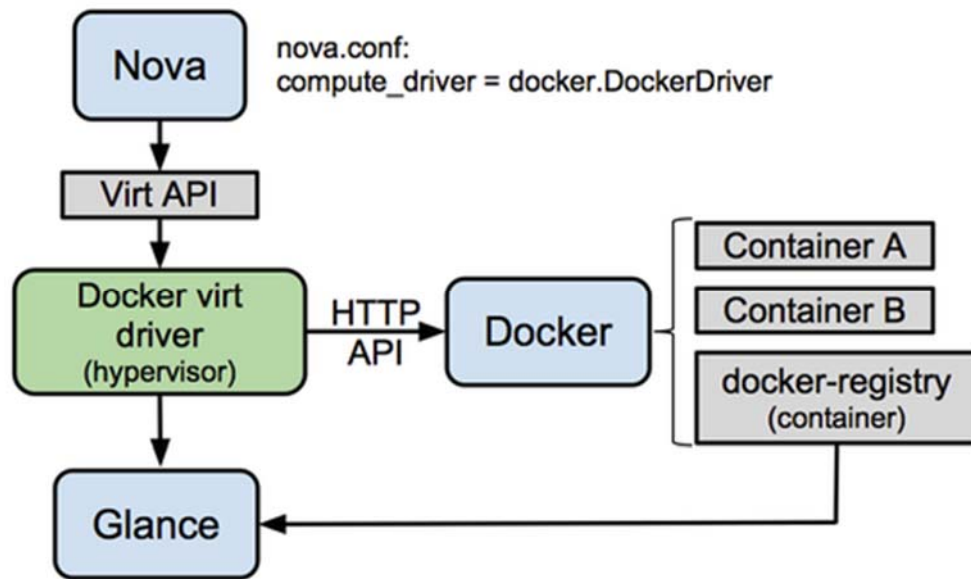 Nova
nova.conf:
compute_driver = docker.DockerDriver
Virt API
Docker virt
driver
(hypervisor)
HTTP
API
Docker
Container A
Container B
docker-registry
(container)
Glance